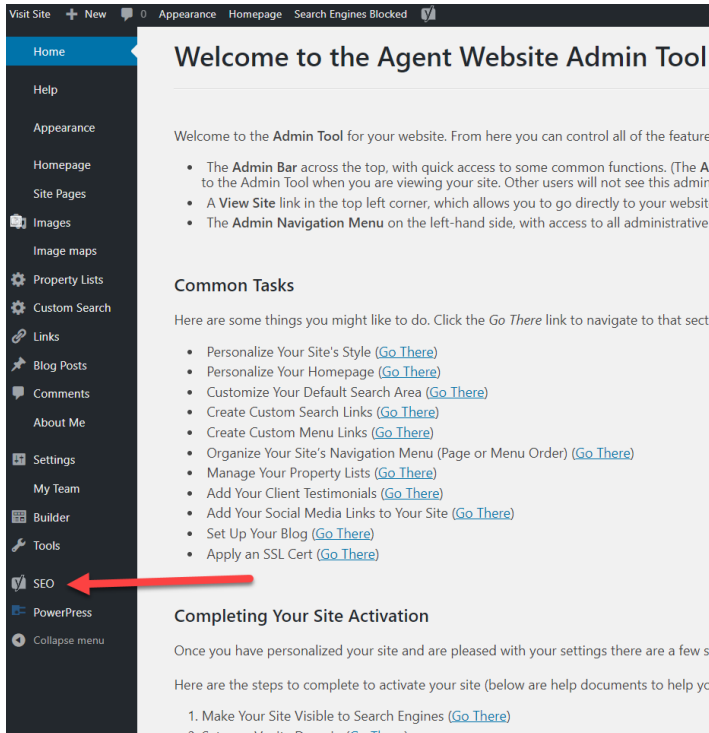 Visit Site + New 0 Appearance Homepage Search Engines Blocked
Home
Help
Appearance
Homepage
Site Pages
Images
Image maps
Property Lists
Custom Search
Links
Blog Posts
Comments
About Me
Settings
My Team
Builder
Tools
SEO
PowerPress
Collapse menu
Welcome to the Agent Website Admin Tool
Welcome to the Admin Tool for your website. From here you can control all of the feature
• The Admin Bar across the top, with quick access to some common functions. (The A
to the Admin Tool when you are viewing your site. Other users will not see this admin
• A View Site link in the top left corner, which allows you to go directly to your websit
• The Admin Navigation Menu on the left-hand side, with access to all administrative
Common Tasks
Here are some things you might like to do. Click the Go There link to navigate to that sect
• Personalize Your Site's Style (Go There)
• Personalize Your Homepage (Go There)
• Customize Your Default Search Area (Go There)
• Create Custom Search Links (Go There)
• Create Custom Menu Links (Go There)
• Organize Your Site's Navigation Menu (Page or Menu Order) (Go There)
• Manage Your Property Lists (Go There)
• Add Your Client Testimonials (Go There)
• Add Your Social Media Links to Your Site (Go There)
• Set Up Your Blog (Go There)
• Apply an SSL Cert (Go There)
Completing Your Site Activation
Once you have personalized your site and are pleased with your settings there are a few s
Here are the steps to complete to activate your site (below are help documents to help yo
1. Make Your Site Visible to Search Engines (Go There)